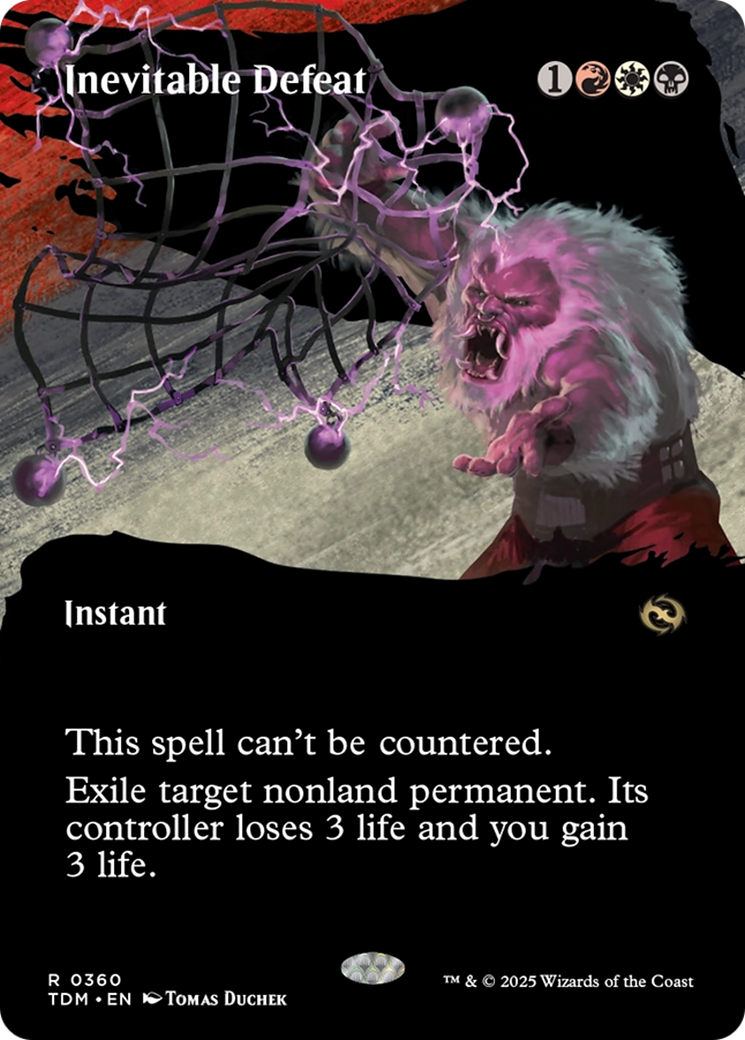 Inevitable Defeat 1
Instant
This spell can’t be countered.
Exile target nonland permanent. Its
controller loses 3 life and you gain
3 life.
R 0360
TDM • EN Tomas Duchek
™ & © 2025 Wizards of the Coast